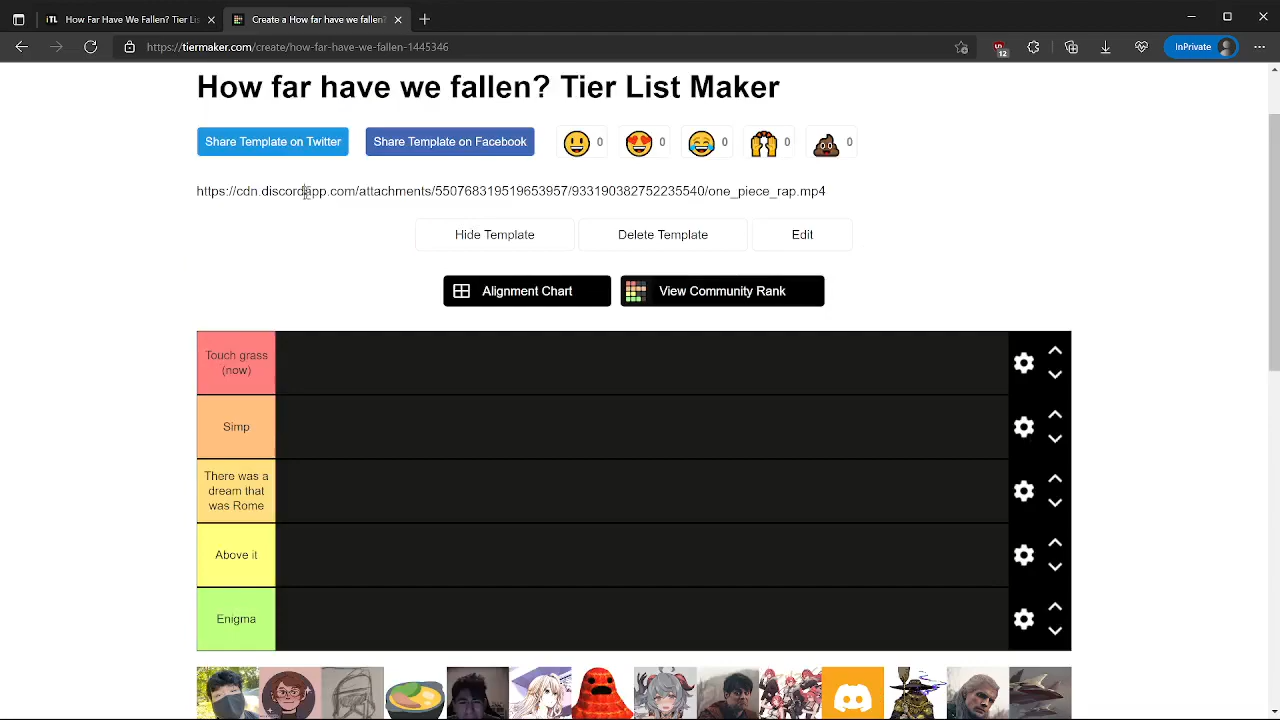 How Far Have We Fallen? Tier Lis
Create a How far have we fallen?
https://tiermaker.com/create/how-far-have-we-fallen-1445346
12
InPrivate
How far have we fallen? Tier List Maker
Share Template on Twitter
Share Template on Facebook
0
0
0
0
0
https://cdn.discordapp.com/attachments/550768319519653957/933190382752235540/one_piece_rap.mp4
Hide Template
Delete Template
Edit
Alignment Chart
View Community Rank
Touch grass
(now)
Simp
There was a
dream that
was Rome
Above it
Enigma